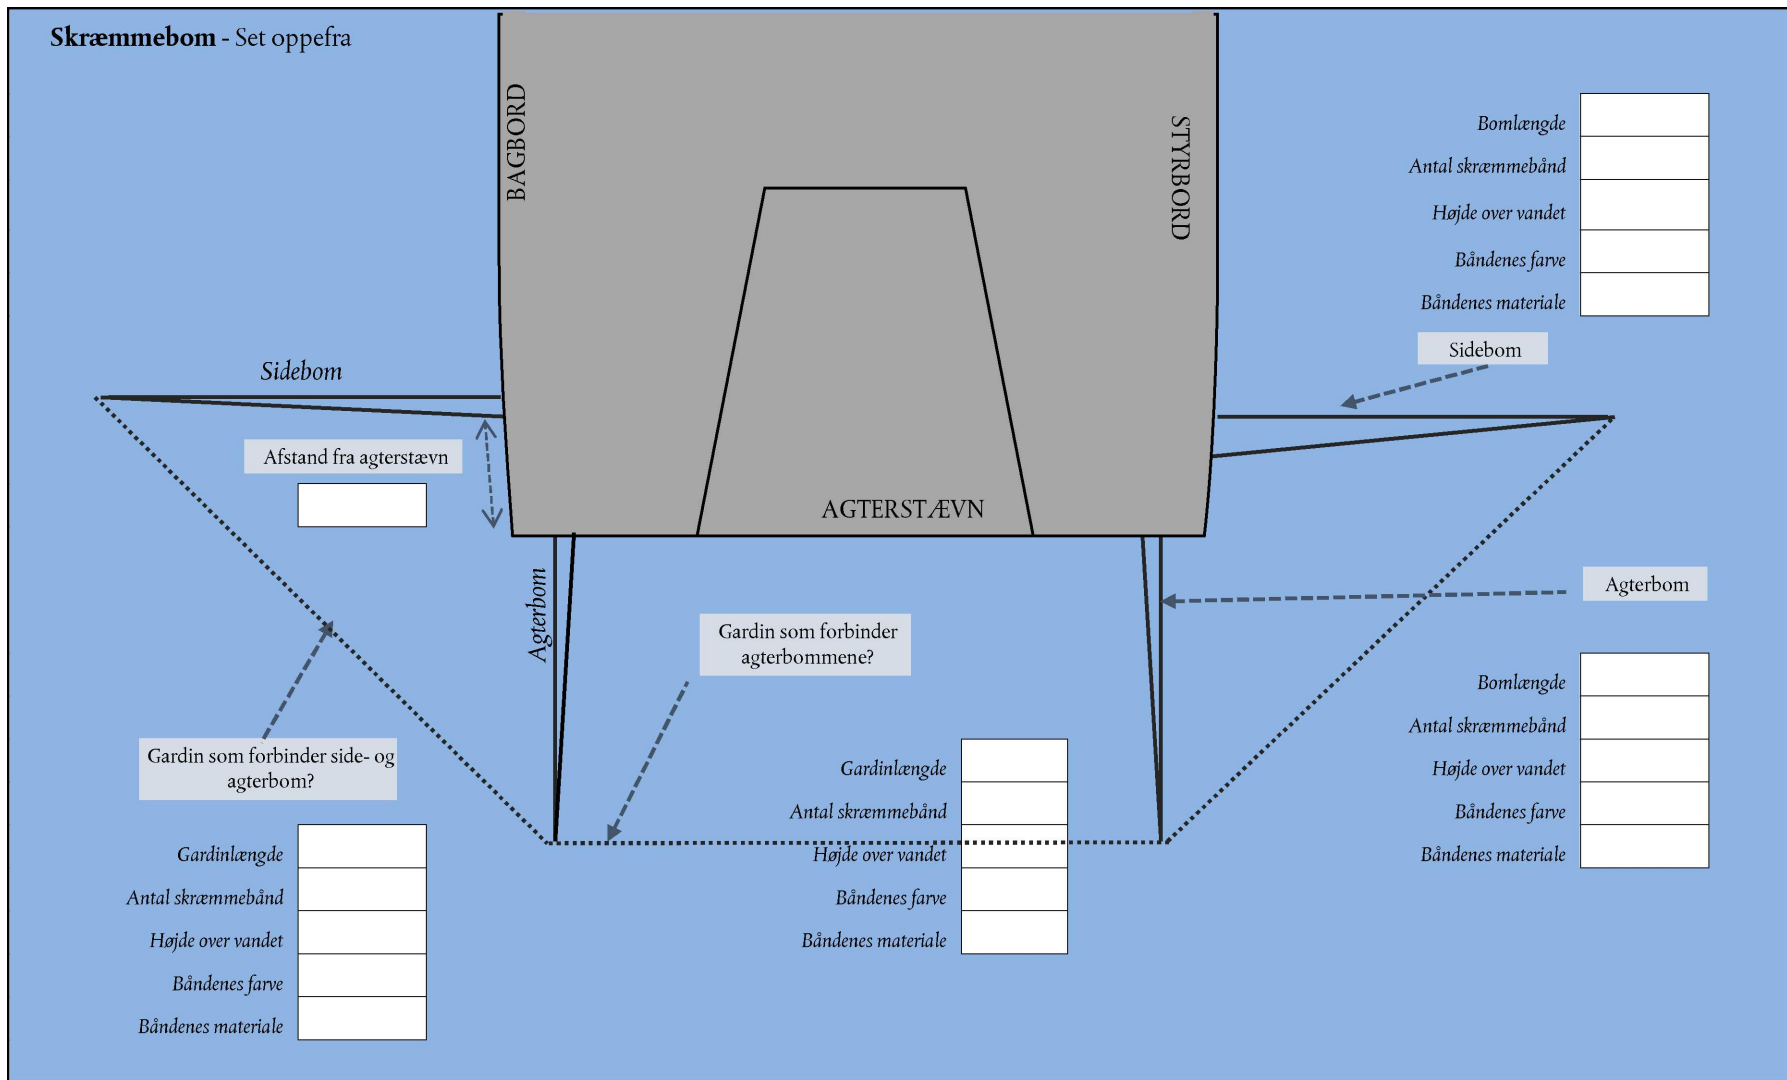 Skræmmebom - Set oppefra
BAGBORD
STYRBORD
Bomlængde
Antal skræmmebånd
Højde over vandet
Båndenes farve
Båndenes materiale
Sidebom
Sidebom
Afstand fra agterstævn
AGTERSTÆVN
Agterbom
Agterbom
Gardin som forbinder
agterbommene?
Bomlængde
Antal skræmmebånd
Højde over vandet
Båndenes farve
Båndenes materiale
Gardin som forbinder side- og
agterbom?
Gardinlængde
Antal skræmmebånd
Højde over vandet
Båndenes farve
Båndenes materiale
Gardinlængde
Antal skræmmebånd
Højde over vandet
Båndenes farve
Båndenes materiale